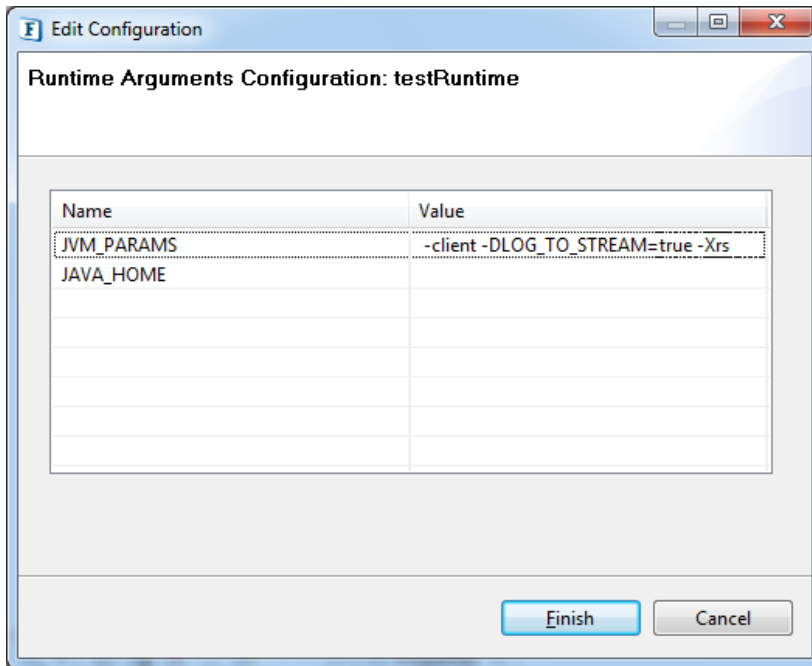 Edit Configuration
Runtime Arguments Configuration: testRuntime
Name Value
JVM_PARAMS -client -DLOG_TO_STREAM=true -Xrs
JAVA_HOME
Finish Cancel